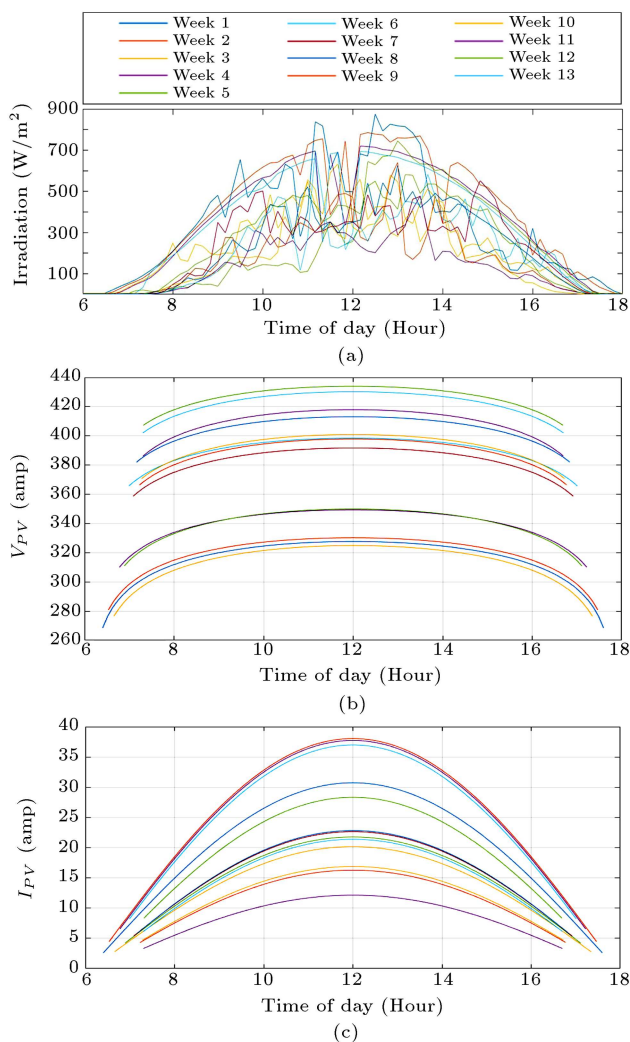 Week 1 Week 6 Week 10
Week 2 Week 7 Week 11
Week 3 Week 8 Week 12
Week 4 Week 9 Week 13
Week 5
Irradiation (W/m²)
900
700
500
300
100
6 8 10 12 14 16 18
Time of day (Hour)
(a)
V_PV (amp)
440
420
400
380
360
340
320
300
280
260
6 8 10 12 14 16 18
Time of day (Hour)
(b)
I_PV (amp)
40
35
30
25
20
15
10
5
0
6 8 10 12 14 16 18
Time of day (Hour)
(c)